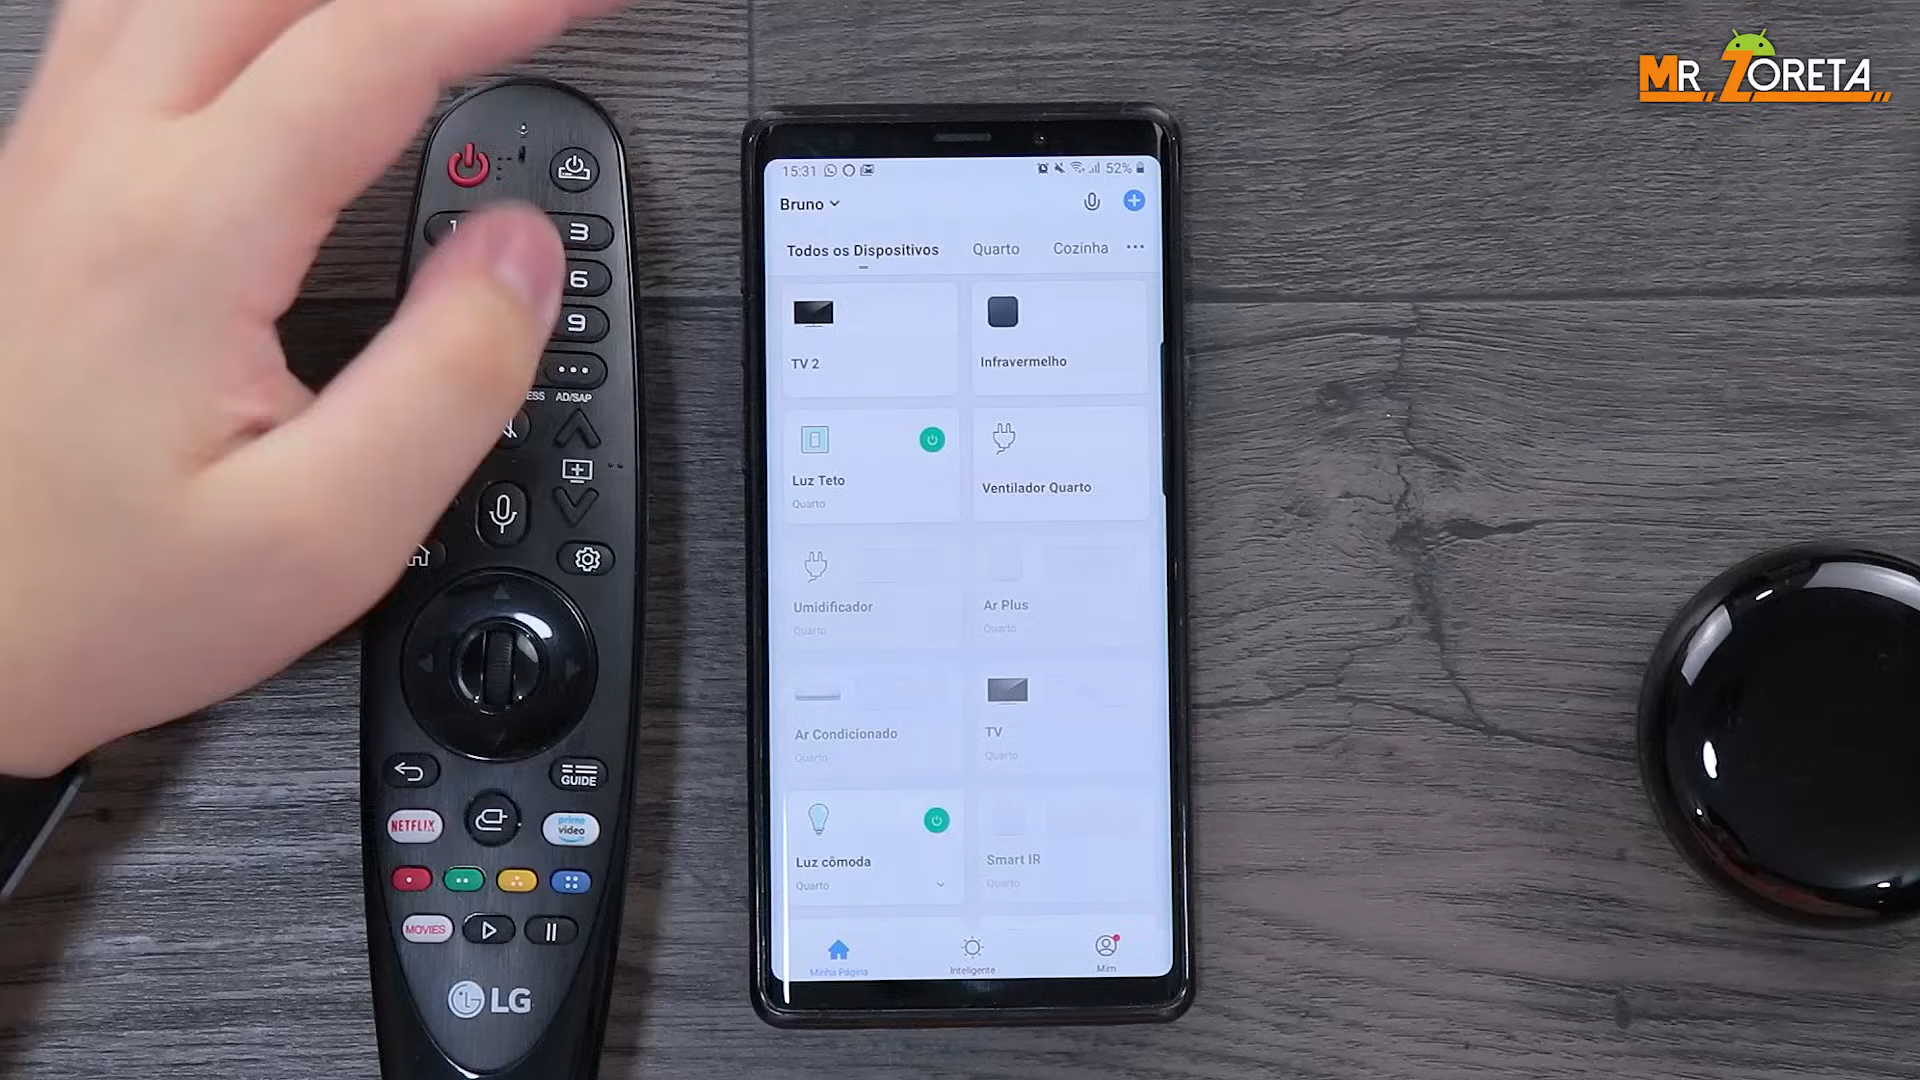 MR. ZORETA
1
3
6
9
ESS AD/SAP
GUIDE
NETFLIX
prime video
MOVIES
LG
15:31 52%
Bruno
Todos os Dispositivos Quarto Cozinha
TV 2
Infravermelho
Luz Teto
Quarto
Ventilador Quarto
Umidificador
Quarto
Ar Plus
Quarto
Ar Condicionado
Quarto
TV
Quarto
Luz cômoda
Quarto
Smart IR
Quarto
Minha Página Inteligente Mim